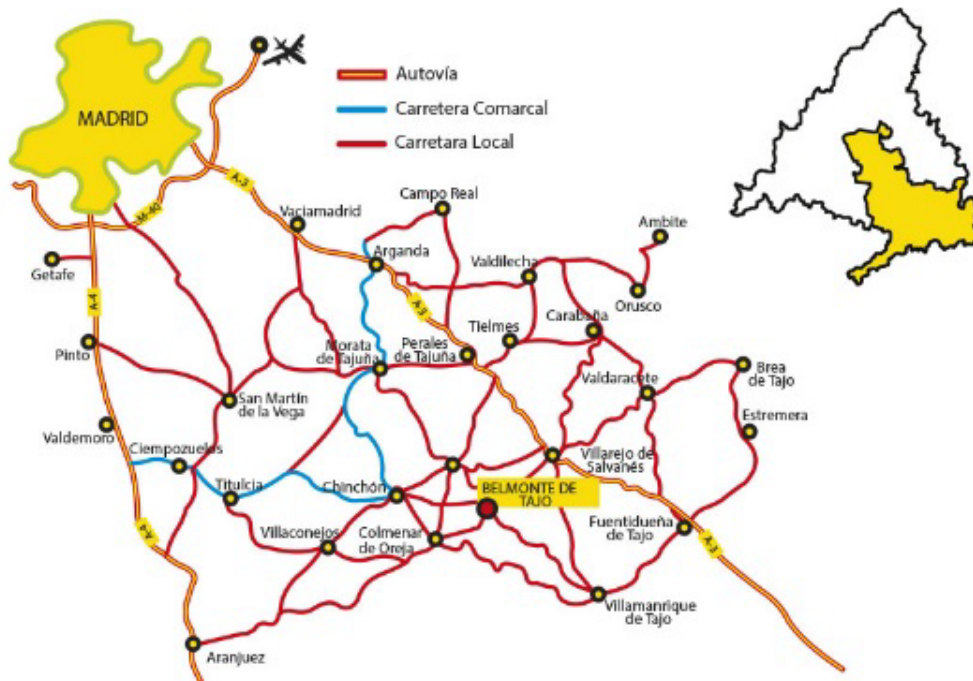 MADRID
Autovía
Carretera Comarcal
Carretara Local
A-3
M-40
Vaciamadrid
Campo Real
Ambite
Getafe
Arganda
Valdilecha
A-4
A-3
Orusco
Pinto
Morata
de Tajuña
Perales
de Tajuña
Tielmes
Carabaña
Valdaracete
Brea
de Tajo
San Martín
de la Vega
Estremera
Valdemoro
Ciempozuelos
Villarejo de
Salvanés
Titulcia
Chinchón
BELMONTE DE
TAJO
A-4
Villaconejos
Colmenar
de Oreja
Fuentidueña
de Tajo
A-3
Villamanrique
de Tajo
Aranjuez